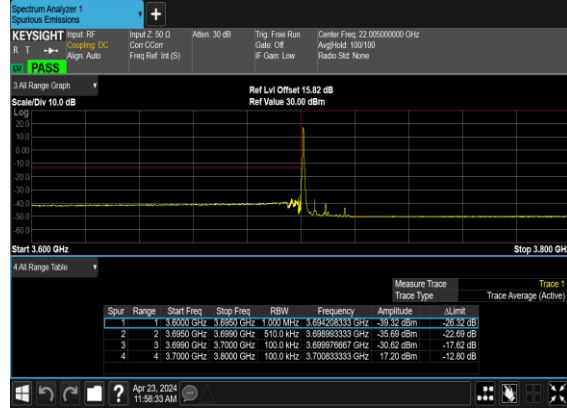 Spectrum Analyzer 1
Spurious Emissions
KEYSIGHT Input: RF Input Z: 50 Ω Atten: 30 dB Trig: Free Run Center Freq: 22.005000000 GHz
R T Coupling: DC Corr CCorr Gate: Off Avg|Hold: 100/100
Align: Auto Freq Ref: Int (S) IF Gain: Low Radio Std: None
PASS
3 All Range Graph
Ref Lvl Offset 15.82 dB
Scale/Div 10.0 dB Ref Value 30.00 dBm
Log
20.0
10.0
0.00
-10.0
-20.0
-30.0
-40.0
-50.0
-60.0
Start 3.600 GHz Stop 3.800 GH
4 All Range Table
Measure Trace Trace 1
Trace Type Trace Average (Active)
Spur Range Start Freq Stop Freq RBW Frequency Amplitude ΔLimit
1 1 3.6000 GHz 3.6950 GHz 1.000 MHz 3.694208333 GHz -39.32 dBm -26.32 dB
2 2 3.6950 GHz 3.6990 GHz 510.0 kHz 3.698993333 GHz -35.69 dBm -22.69 dB
3 3 3.6990 GHz 3.7000 GHz 100.0 kHz 3.699976667 GHz -30.62 dBm -17.62 dB
4 4 3.7000 GHz 3.8000 GHz 100.0 kHz 3.700833333 GHz 17.20 dBm -12.80 dB
Apr 23, 2024
11:58:33 AM